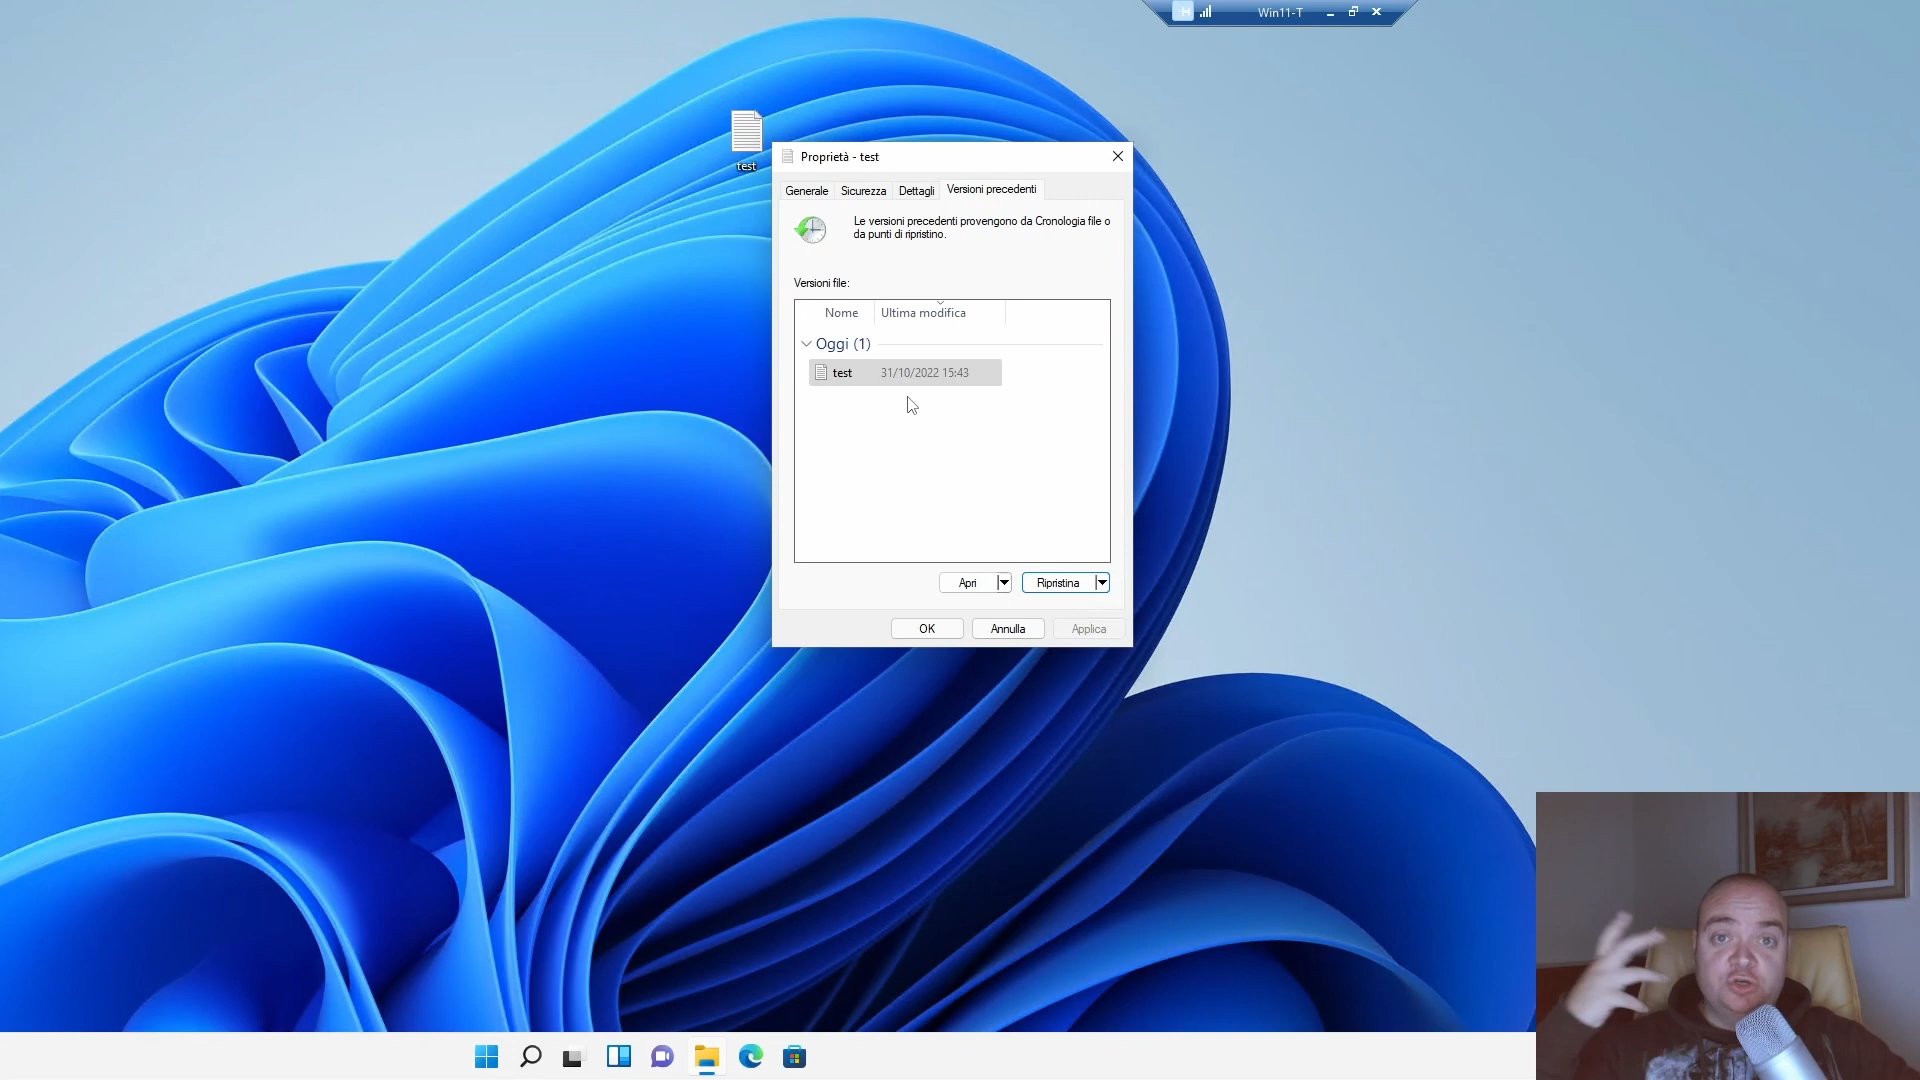 Win11-T
test
Proprietà - test
Generale Sicurezza Dettagli Versioni precedenti
Le versioni precedenti provengono da Cronologia file o
da punti di ripristino.
Versioni file:
Nome Ultima modifica
Oggi (1)
test 31/10/2022 15:43
Apri Ripristina
OK Annulla Applica